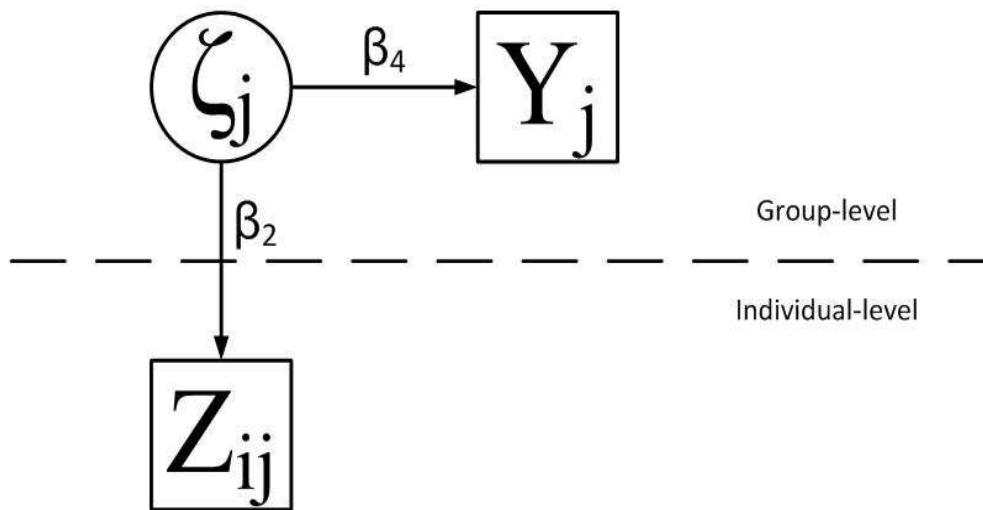 ζj
β4
Yj
β2
Group-level
Individual-level
Zij